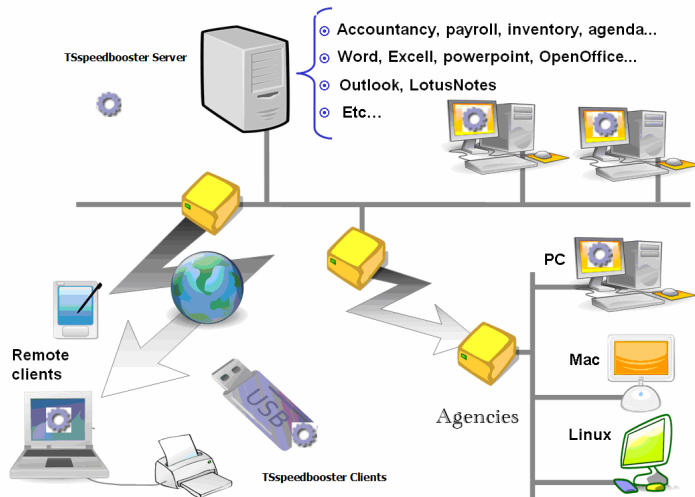 TSspeedbooster Server
Accountancy, payroll, inventory, agenda...
Word, Excell, powerpoint, OpenOffice...
Outlook, LotusNotes
Etc...
PC
Remote
clients
Mac
USB
Agencies
Linux
TSspeedbooster Clients